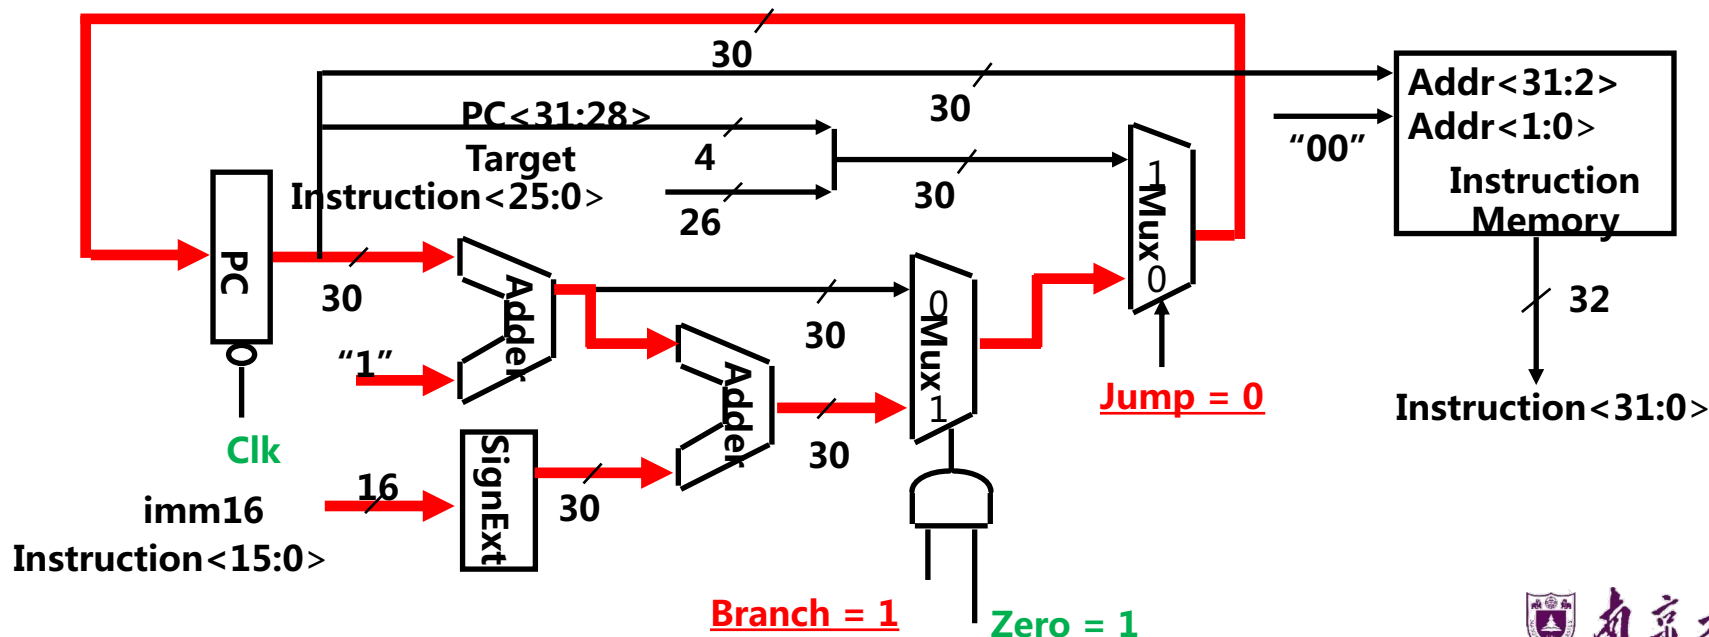 30
30
Addr<31:2>
PC<31:28>
Addr<1:0>
Target
4
“00”
1
Mux
0
Instruction<25:0>
30
Instruction
Memory
26
PC
30
Adder
“1”
0
Mux
1
30
32
Adder
Jump = 0
Instruction<31:0>
Clk
SignExt
30
imm16
16
30
Instruction<15:0>
Branch = 1
Zero = 1
南京